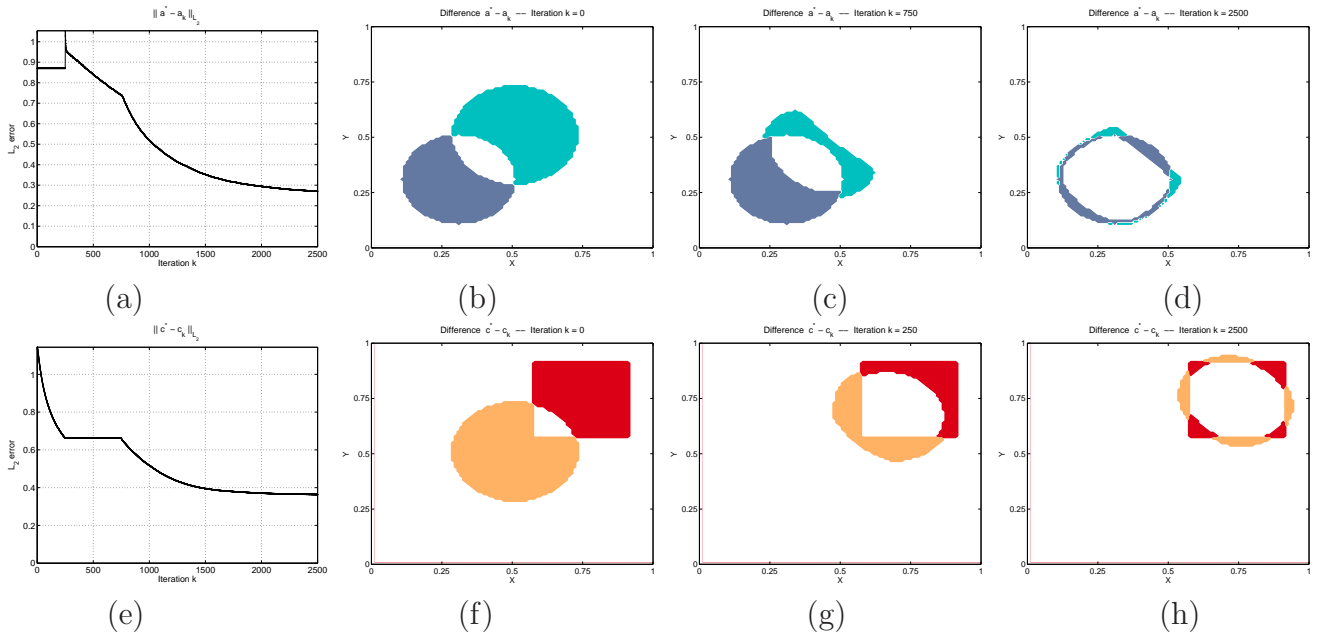 || a* − a_k ||_{L_2}
L_2 error
1
0.9
0.8
0.7
0.6
0.5
0.4
0.3
0.2
0.1
0
0 500 1000 1500 2000 2500
Iteration k
(a)
Difference a* − a_k −− Iteration k = 0
Y
1
0.75
0.5
0.25
0
0 0.25 0.5 0.75 1
X
(b)
Difference a* − a_k −− Iteration k = 750
Y
1
0.75
0.5
0.25
0
0 0.25 0.5 0.75 1
X
(c)
Difference a* − a_k −− Iteration k = 2500
Y
1
0.75
0.5
0.25
0
0 0.25 0.5 0.75 1
X
(d)
|| c* − c_k ||_{L_2}
L_2 error
1
0.8
0.6
0.4
0.2
0
0 500 1000 1500 2000 2500
Iteration k
(e)
Difference c* − c_k −− Iteration k = 0
Y
1
0.75
0.5
0.25
0
0 0.25 0.5 0.75 1
X
(f)
Difference c* − c_k −− Iteration k = 250
Y
1
0.75
0.5
0.25
0
0 0.25 0.5 0.75 1
X
(g)
Difference c* − c_k −− Iteration k = 2500
Y
1
0.75
0.5
0.25
0
0 0.25 0.5 0.75 1
X
(h)